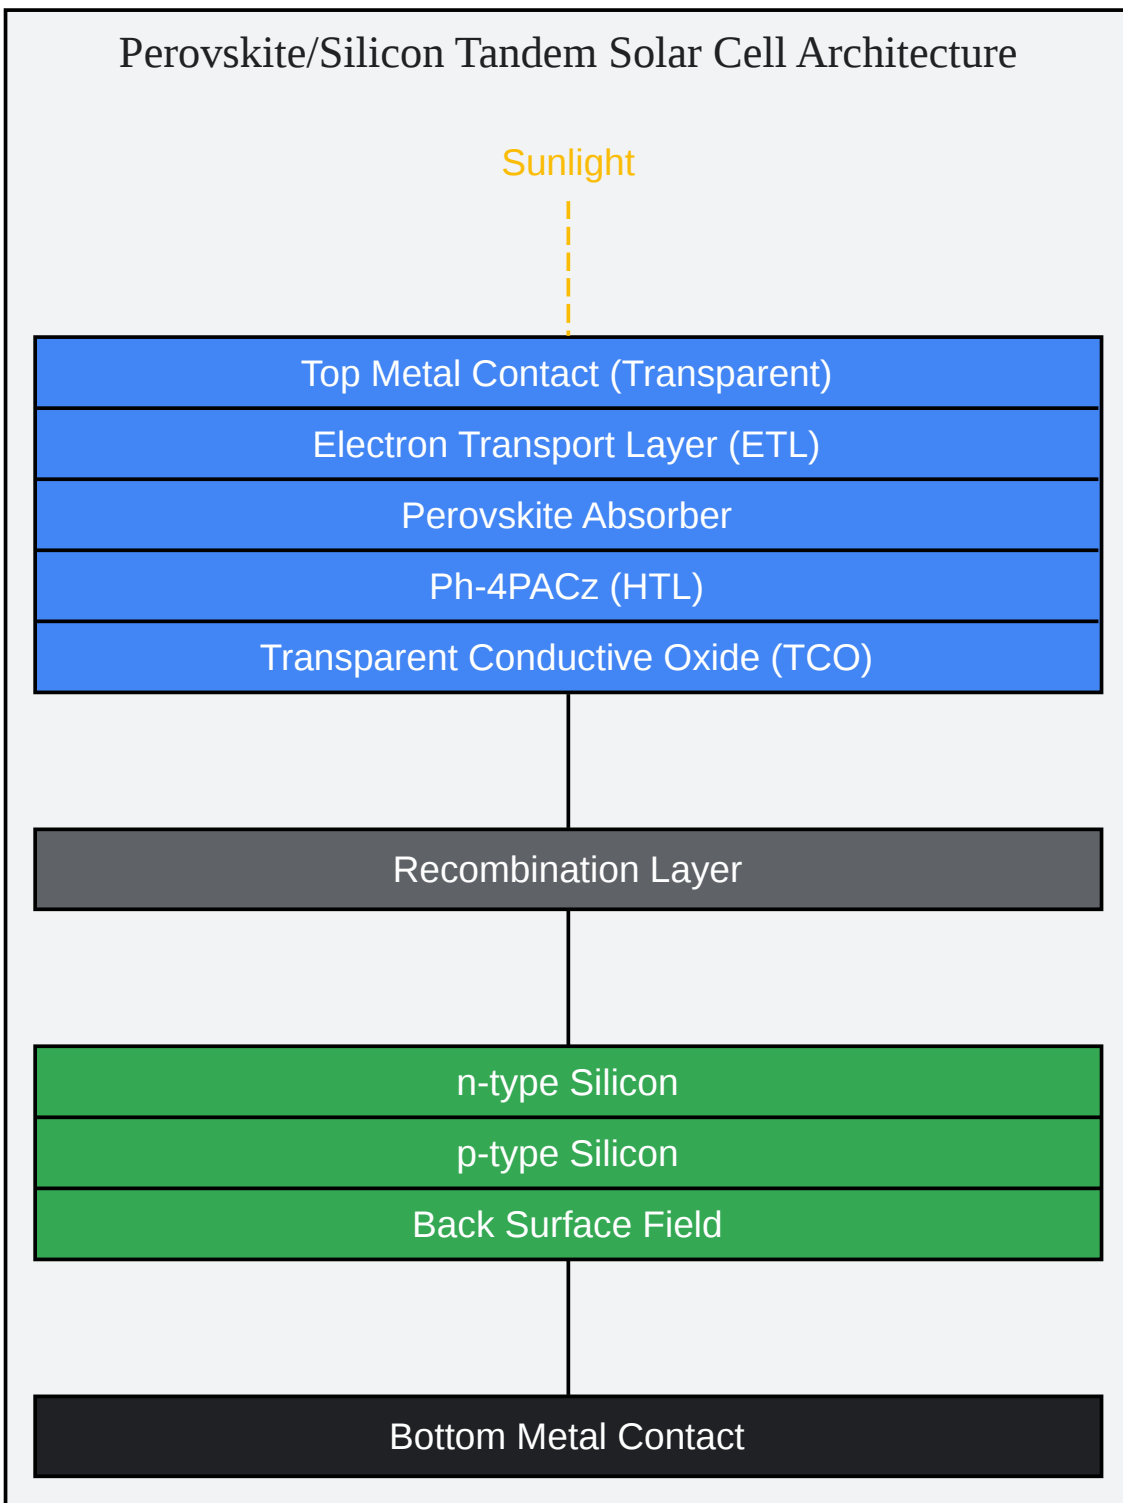 Perovskite/Silicon Tandem Solar Cell Architecture
Sunlight
Top Metal Contact (Transparent)
Electron Transport Layer (ETL)
Perovskite Absorber
Ph-4PACz (HTL)
Transparent Conductive Oxide (TCO)
Recombination Layer
n-type Silicon
p-type Silicon
Back Surface Field
Bottom Metal Contact